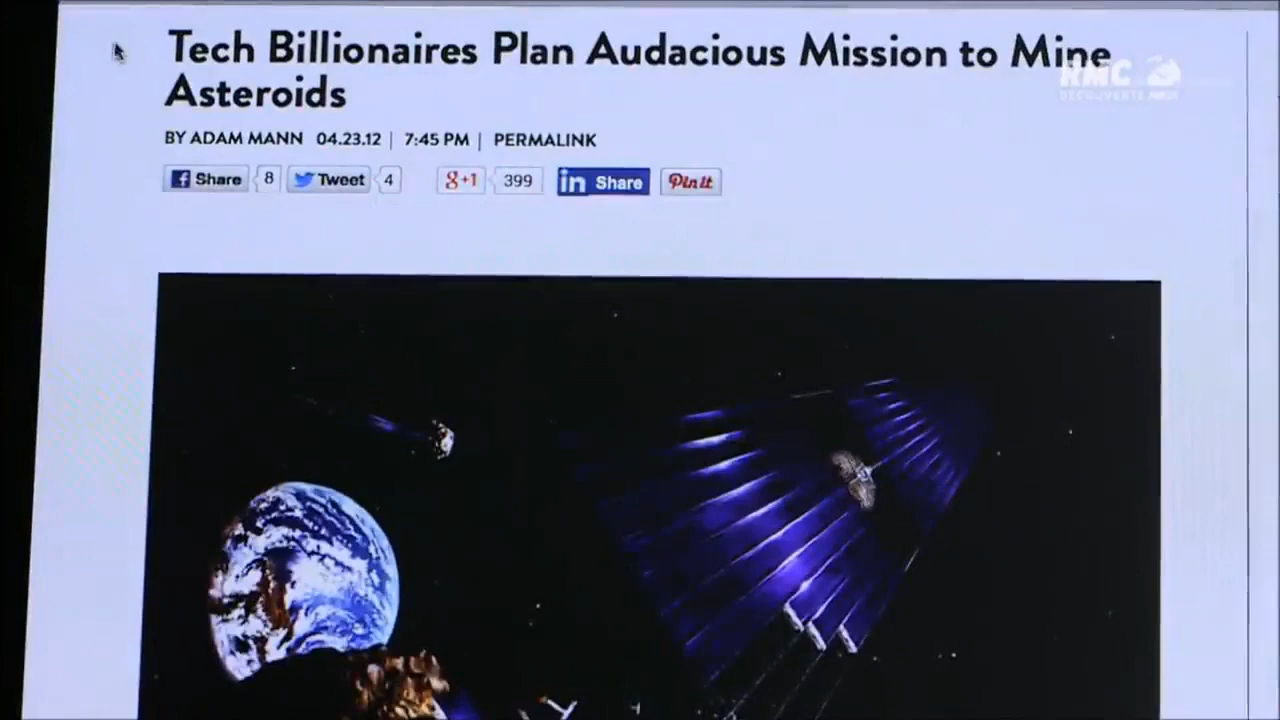 Tech Billionaires Plan Audacious Mission to Mine
RMC
DÉCOUVERTE
Asteroids
BY ADAM MANN 04.23.12 | 7:45 PM | PERMALINK
Share 8 Tweet 4 g+1 399 in Share Pin it